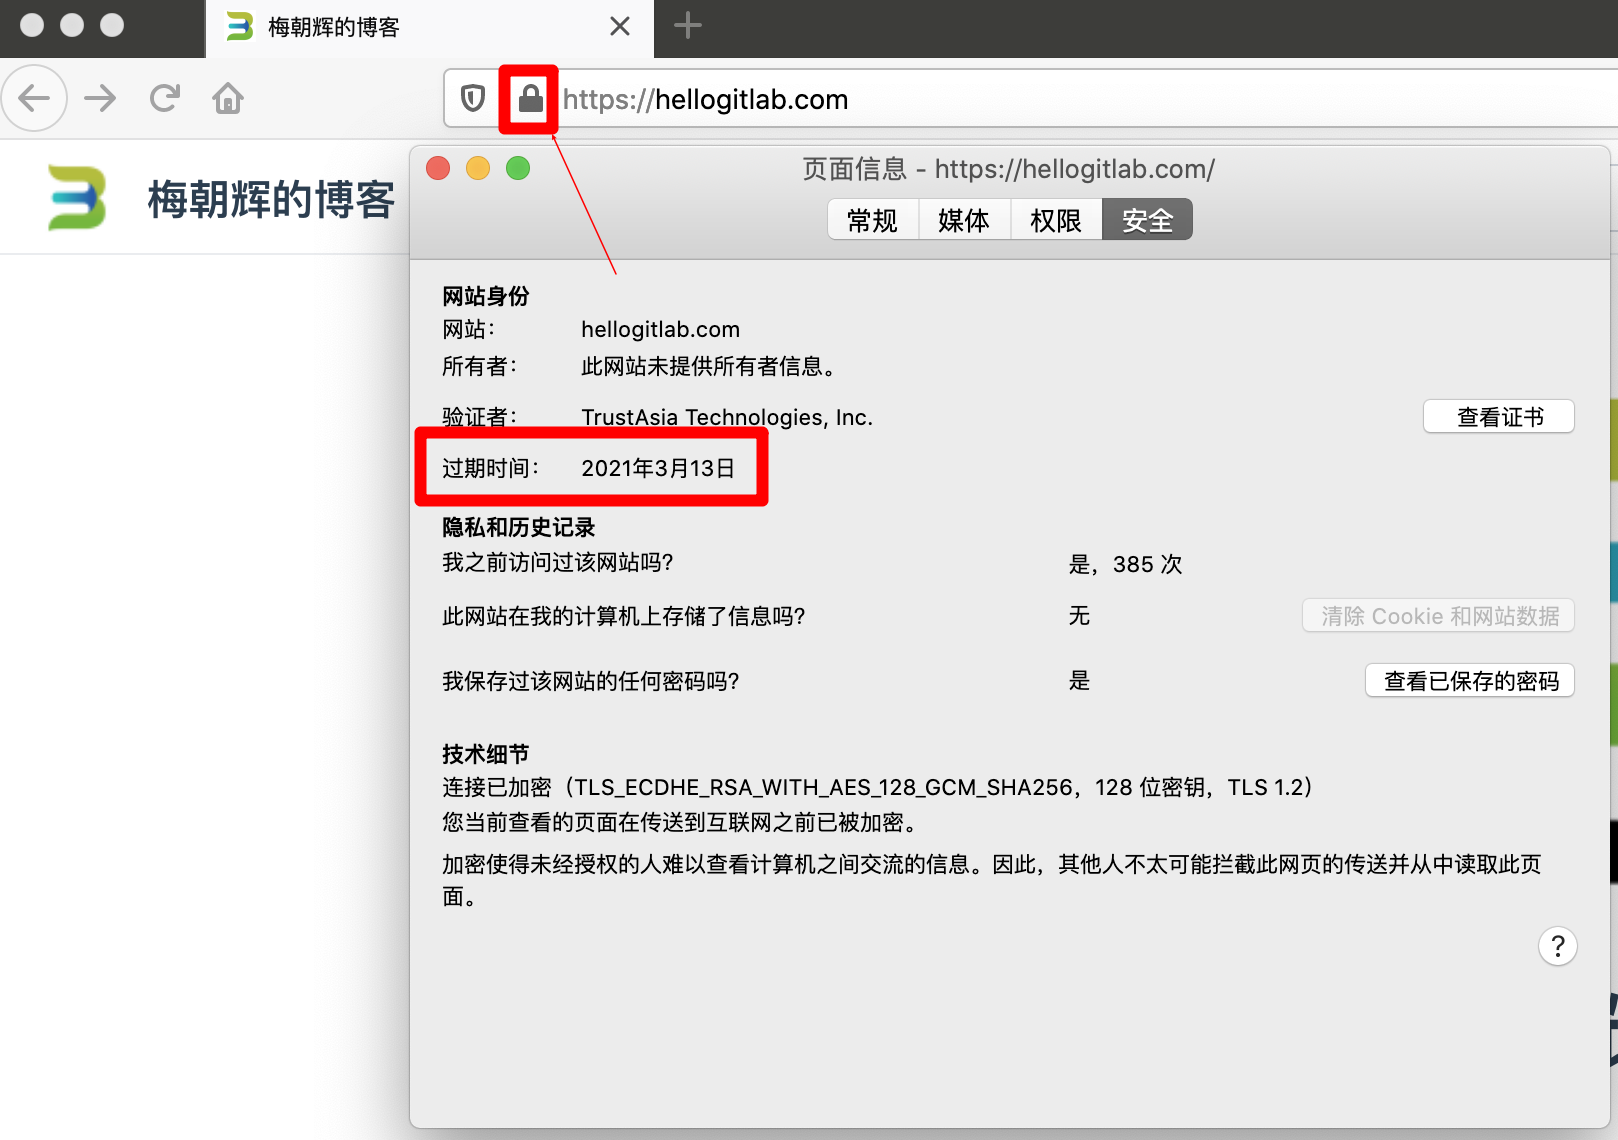 梅朝辉的博客
https://hellogitlab.com
梅朝辉的博客
页面信息 - https://hellogitlab.com/
常规 媒体 权限 安全
网站身份
网站： hellogitlab.com
所有者： 此网站未提供所有者信息。
验证者： TrustAsia Technologies, Inc. 查看证书
过期时间： 2021年3月13日
隐私和历史记录
我之前访问过该网站吗？ 是，385 次
此网站在我的计算机上存储了信息吗？ 无 清除 Cookie 和网站数据
我保存过该网站的任何密码吗？ 是 查看已保存的密码
技术细节
连接已加密（TLS_ECDHE_RSA_WITH_AES_128_GCM_SHA256，128 位密钥，TLS 1.2）
您当前查看的页面在传送到互联网之前已被加密。
加密使得未经授权的人难以查看计算机之间交流的信息。因此，其他人不太可能拦截此网页的传送并从中读取此页
面。
?